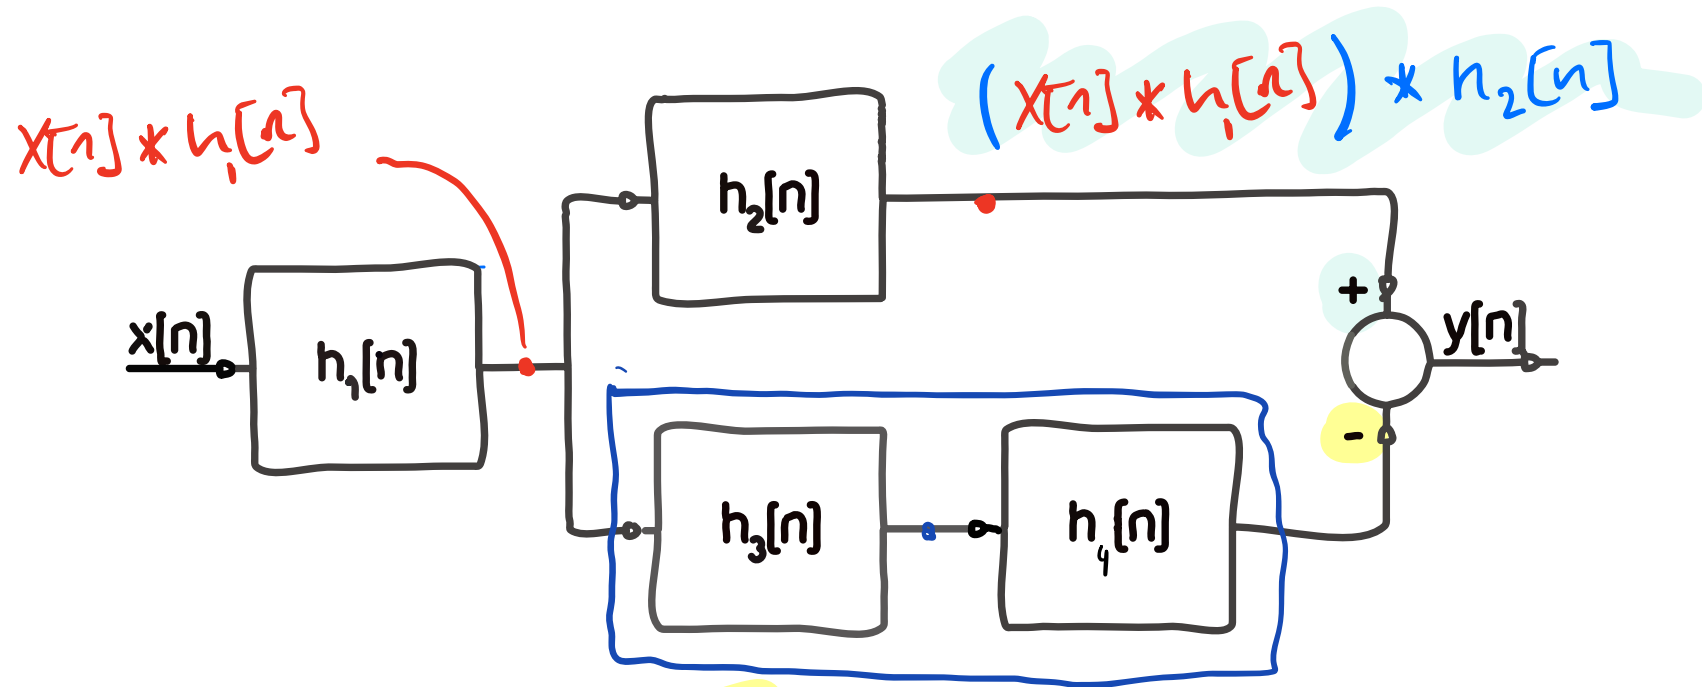 (x[n] * h₁[n]) * h₂[n]
x[n] * h₁[n]
h₂[n]
x[n]
h₁[n]
+
y[n]
-
h₃[n]
h₄[n]